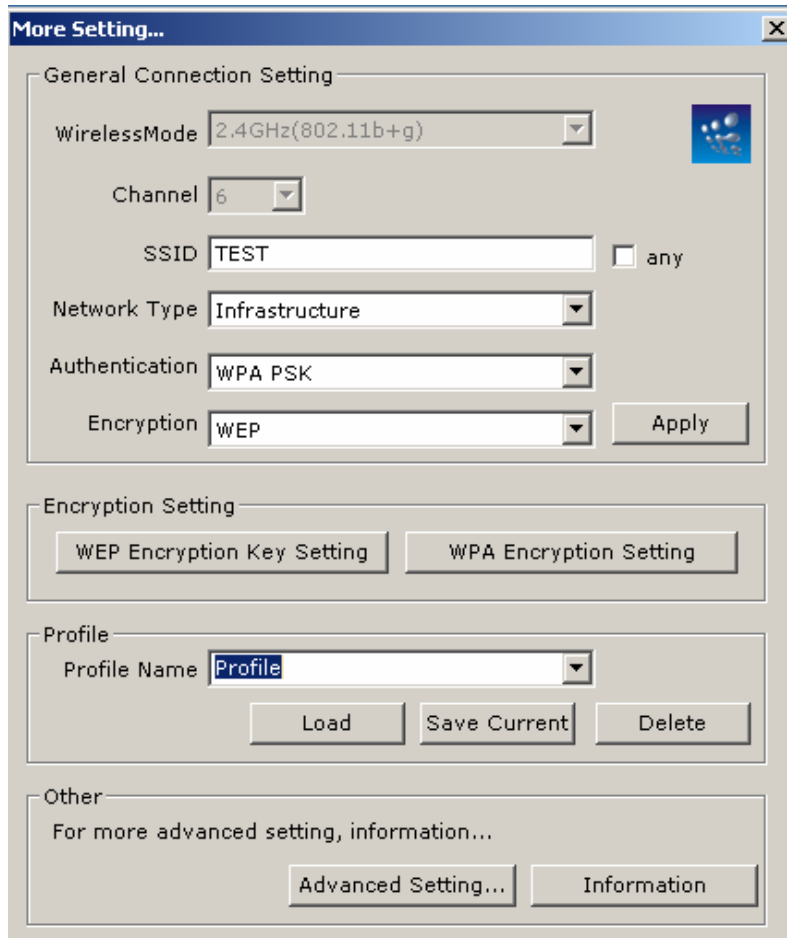 More Setting...
General Connection Setting
WirelessMode 2.4GHz(802.11b+g)
Channel 6
SSID TEST any
Network Type Infrastructure
Authentication WPA PSK
Encryption WEP Apply
Encryption Setting
WEP Encryption Key Setting WPA Encryption Setting
Profile
Profile Name Profile
Load Save Current Delete
Other
For more advanced setting, information...
Advanced Setting... Information